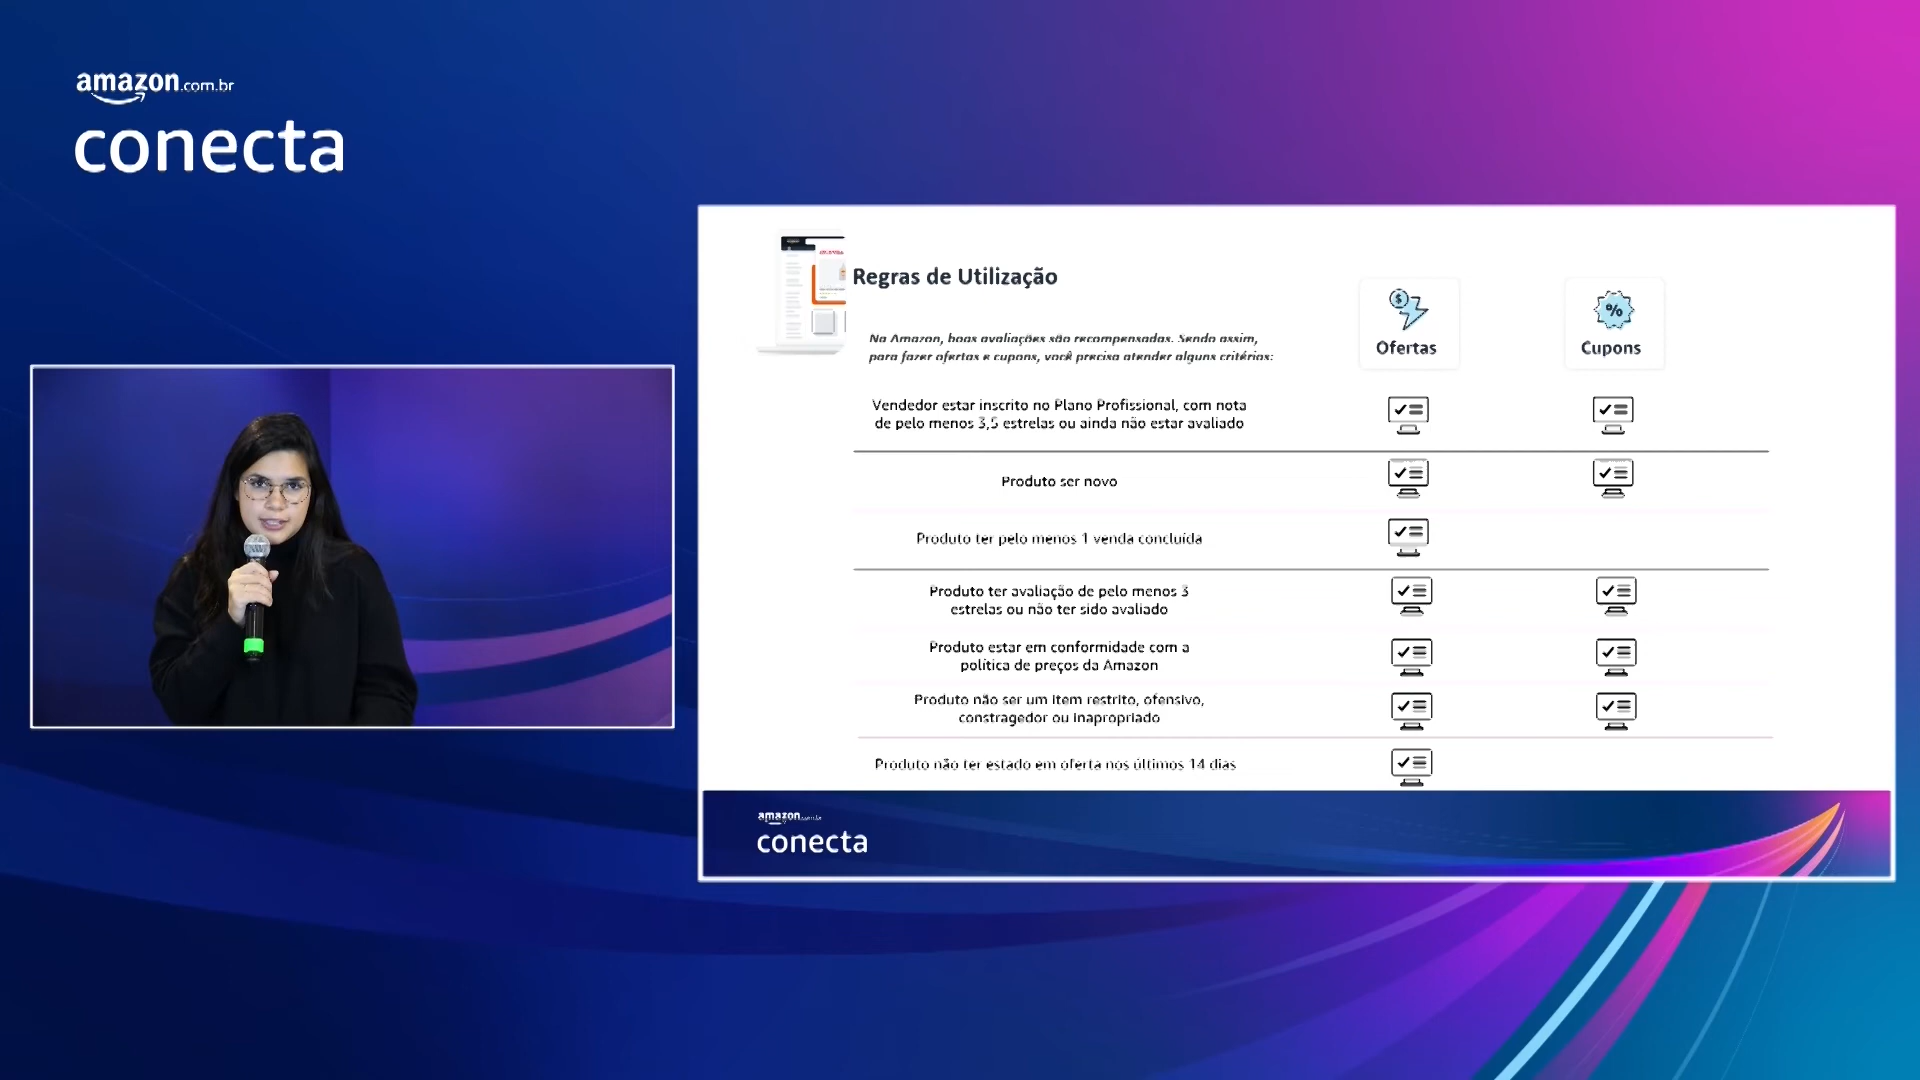 amazon.com.br
conecta
Regras de Utilização
Na Amazon, boas avaliações são recompensadas. Sendo assim,
para fazer ofertas e cupons, você precisa atender alguns critérios:
Ofertas
Cupons
Vendedor estar inscrito no Plano Profissional, com nota
de pelo menos 3,5 estrelas ou ainda não estar avaliado
Produto ser novo
Produto ter pelo menos 1 venda concluída
Produto ter avaliação de pelo menos 3
estrelas ou não ter sido avaliado
Produto estar em conformidade com a
política de preços da Amazon
Produto não ser um item restrito, ofensivo,
constragedor ou inapropriado
Produto não ter estado em oferta nos últimos 14 dias
amazon.com.br
conecta